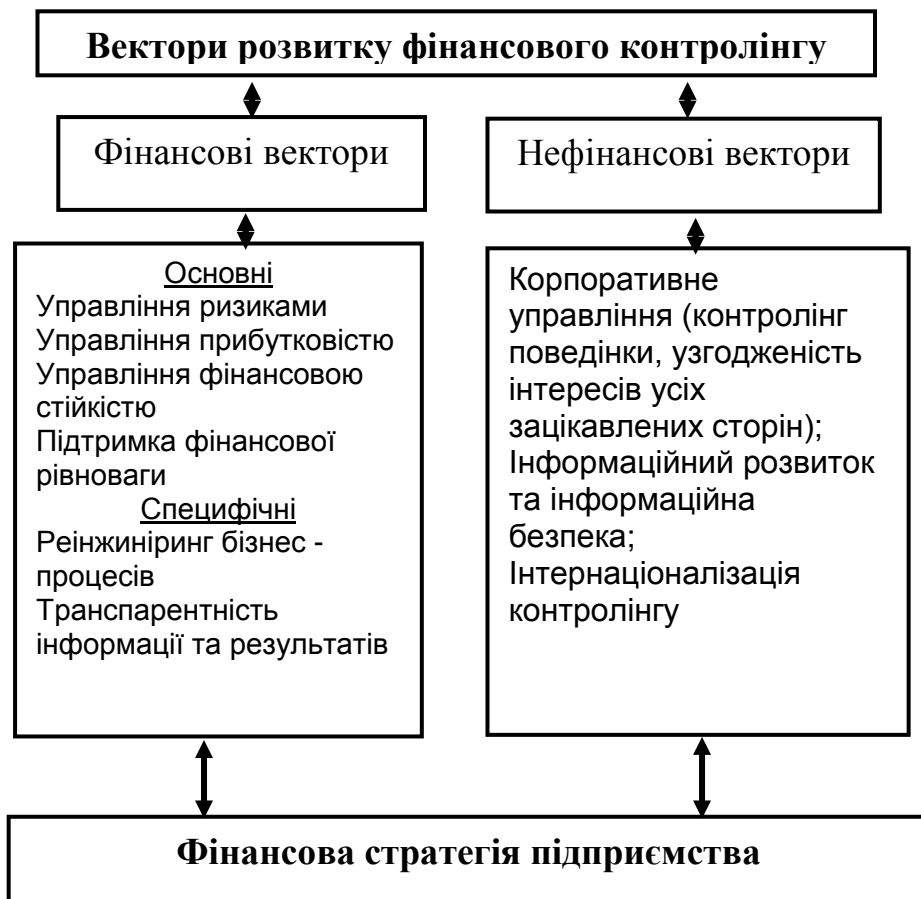 Вектори розвитку фінансового контролінгу
Фінансові вектори
Нефінансові вектори
Основні
Управління ризиками
Управління прибутковістю
Управління фінансовою
стійкістю
Підтримка фінансової
рівноваги
Специфічні
Реінжиніринг бізнес -
процесів
Транспарентність
інформації та результатів
Корпоративне
управління (контролінг
поведінки, узгодженість
інтересів усіх
зацікавлених сторін);
Інформаційний розвиток
та інформаційна
безпека;
Інтернаціоналізація
контролінгу
Фінансова стратегія підприємства